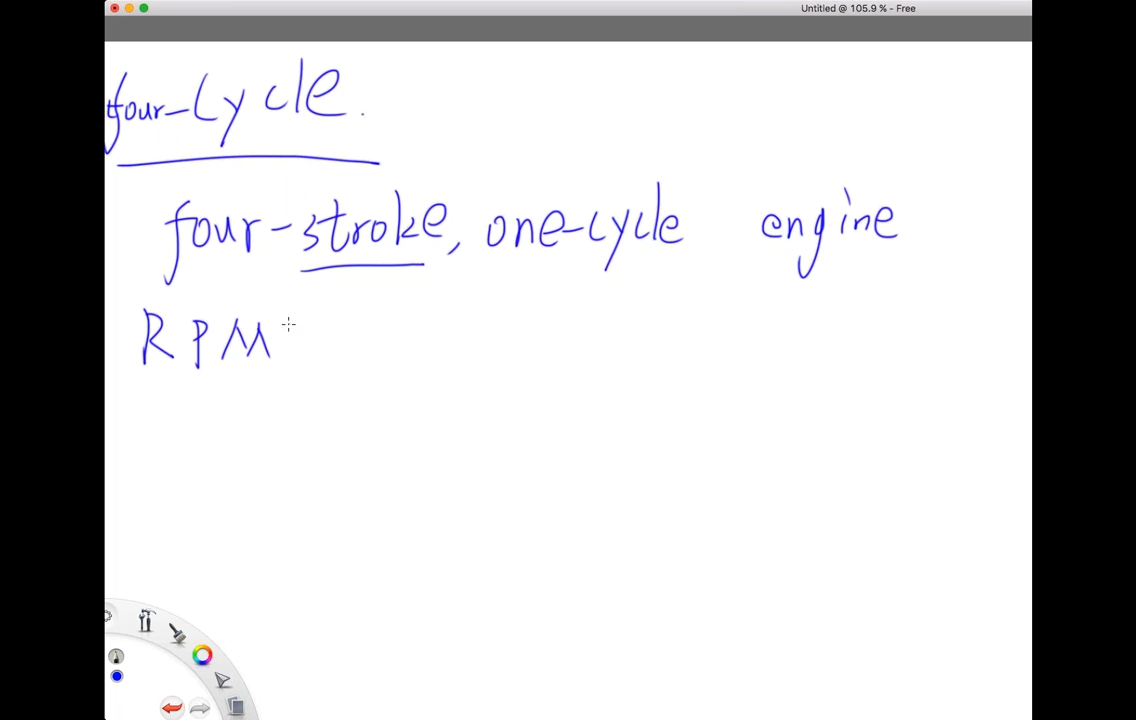 Untitled @ 105.9 % - Free
four-Cycle.
four-stroke, one-cycle engine
RPM